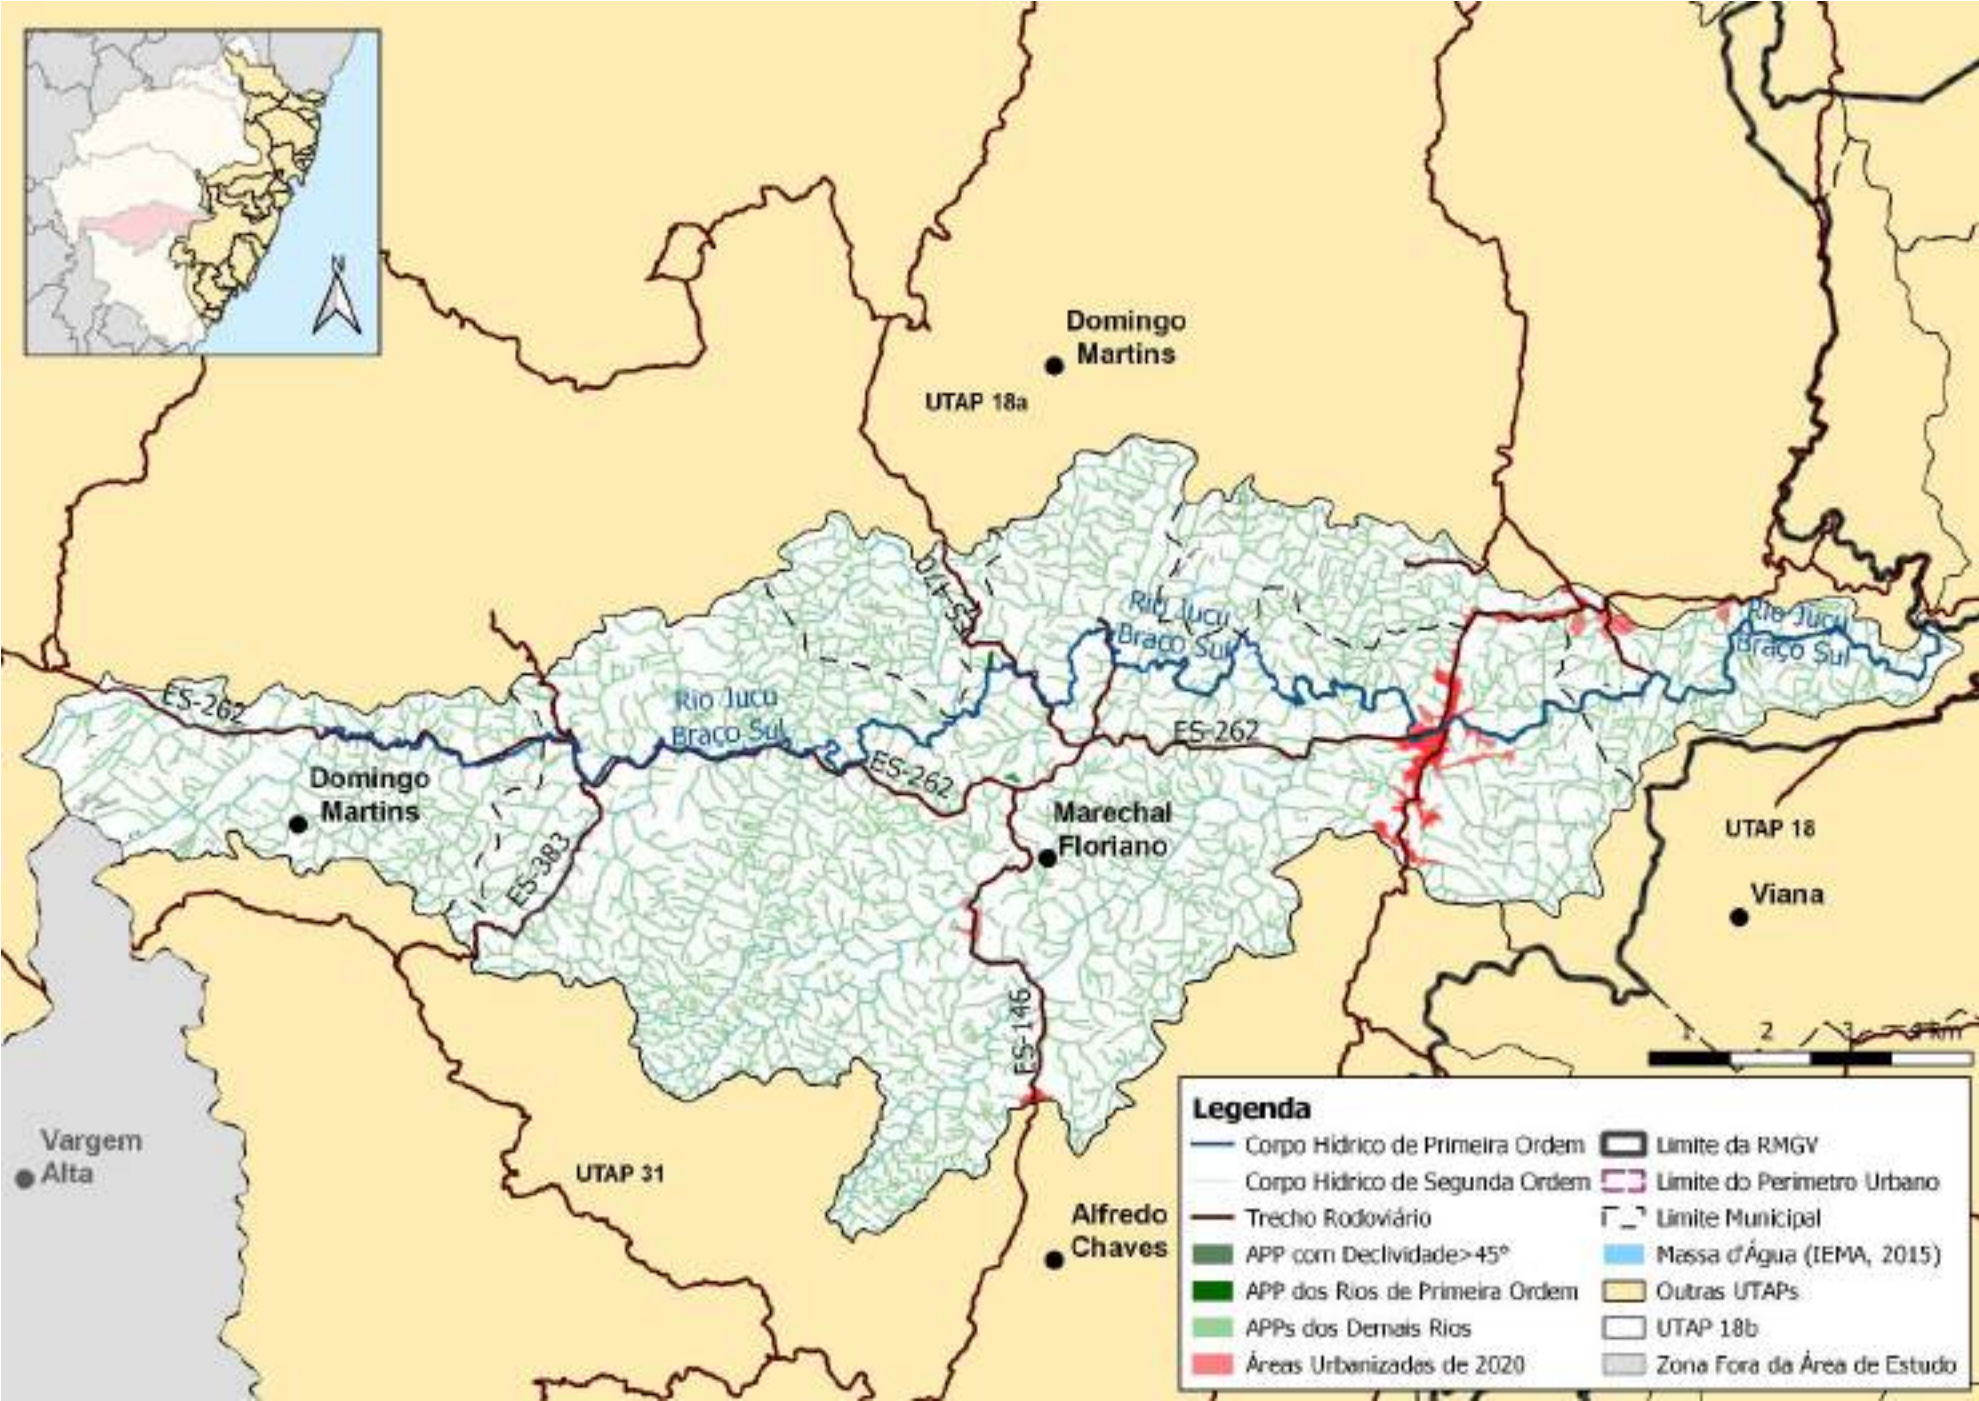 N
Domingo
Martins
UTAP 18a
ES-470
Rio Jucu
Braço Sul
Rio Jucu
Braço Sul
ES-262
Rio Jucu
Braço Sul
ES-262
ES-262
Domingo
Martins
Marechal
Floriano
UTAP 18
ES-383
Viana
ES-146
1 2 3 4 km
Vargem
Alta
UTAP 31
Alfredo
Chaves
Legenda
Corpo Hídrico de Primeira Ordem
Corpo Hídrico de Segunda Ordem
Trecho Rodoviário
APP com Declividade>45°
APP dos Rios de Primeira Ordem
APPs dos Demais Rios
Áreas Urbanizadas de 2020
Limite da RMGV
Limite do Perímetro Urbano
Limite Municipal
Massa d'Água (IEMA, 2015)
Outras UTAPs
UTAP 18b
Zona Fora da Área de Estudo